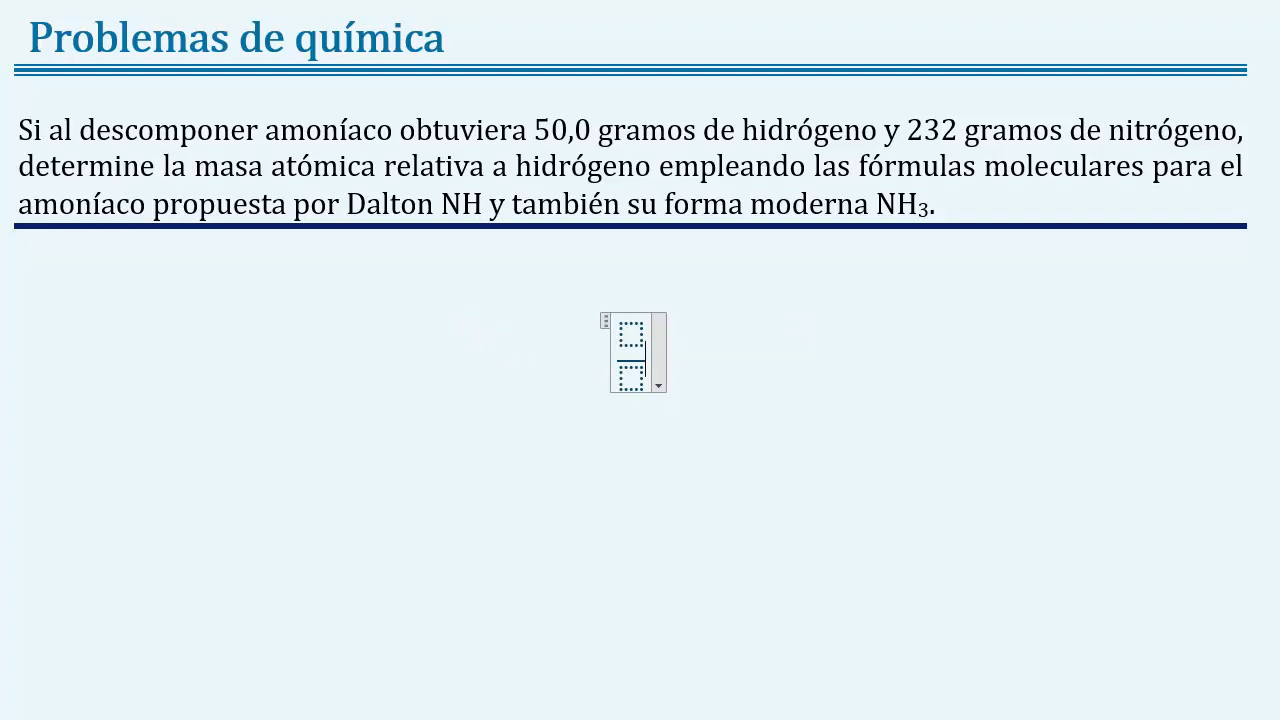 Problemas de química
Si al descomponer amoníaco obtuviera 50,0 gramos de hidrógeno y 232 gramos de nitrógeno,
determine la masa atómica relativa a hidrógeno empleando las fórmulas moleculares para el
amoníaco propuesta por Dalton NH y también su forma moderna NH₃.